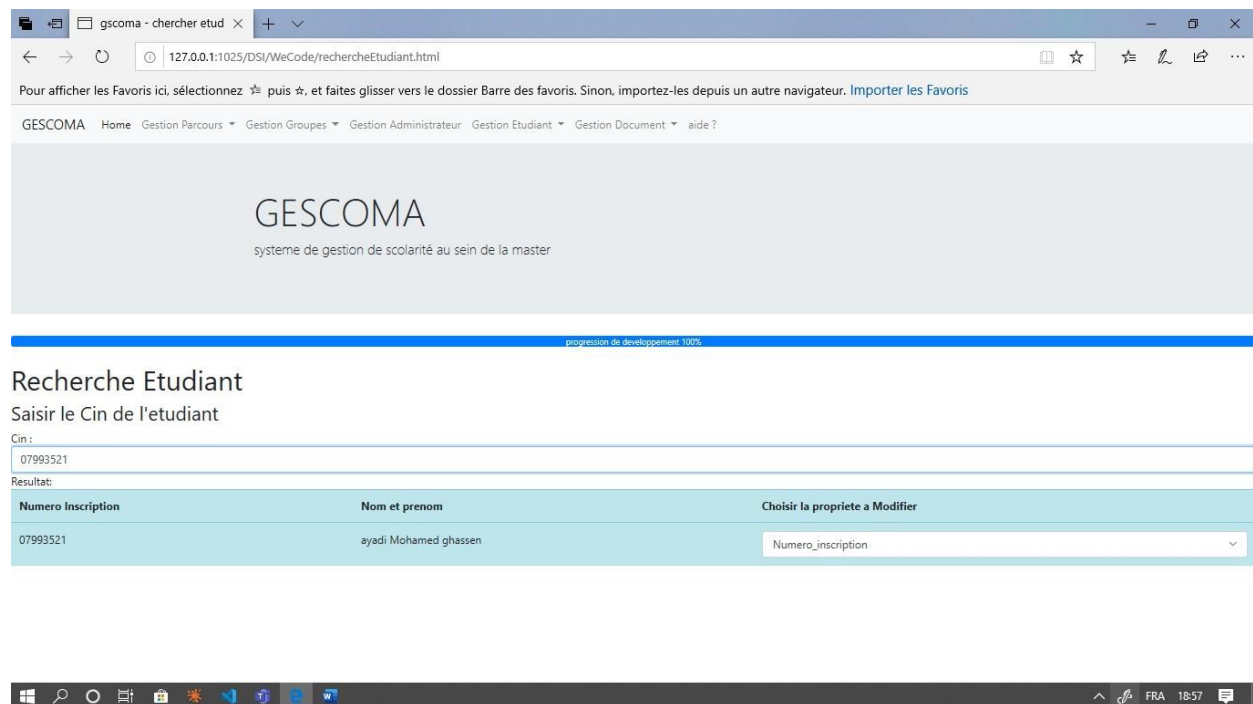 gscoma - chercher etud
127.0.0.1:1025/DSI/WeCode/rechercheEtudiant.html
Pour afficher les Favoris ici, sélectionnez puis ☆, et faites glisser vers le dossier Barre des favoris. Sinon, importez-les depuis un autre navigateur. Importer les Favoris
GESCOMA Home Gestion Parcours Gestion Groupes Gestion Administrateur Gestion Etudiant Gestion Document aide ?
GESCOMA
systeme de gestion de scolarité au sein de la master
progression de developpement 100%
Recherche Etudiant
Saisir le Cin de l'etudiant
Cin :
07993521
Resultat:
Numero Inscription Nom et prenom Choisir la propriete a Modifier
07993521 ayadi Mohamed ghassen Numero_inscription
FRA 18:57